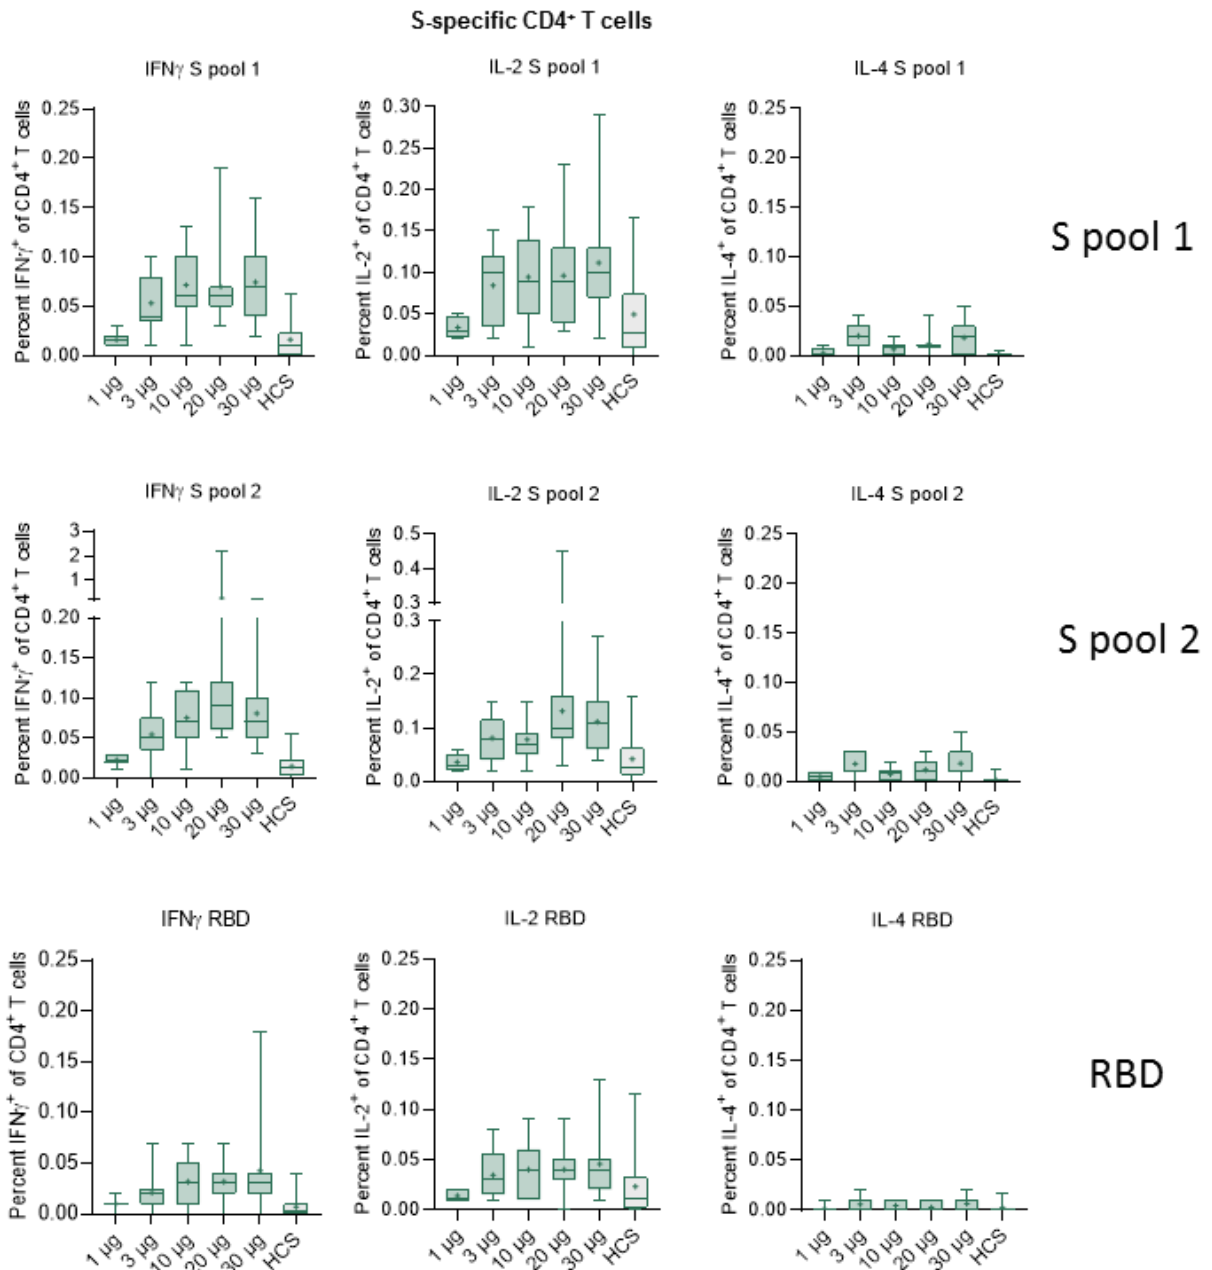 S-specific CD4⁺ T cells
IFNγ S pool 1
IL-2 S pool 1
IL-4 S pool 1
Percent IFNγ⁺ of CD4⁺ T cells
0.25
0.20
0.15
0.10
0.05
0.00
1 µg
3 µg
10 µg
20 µg
30 µg
HCS
Percent IL-2⁺ of CD4⁺ T cells
0.30
0.25
0.20
0.15
0.10
0.05
0.00
1 µg
3 µg
10 µg
20 µg
30 µg
HCS
Percent IL-4⁺ of CD4⁺ T cells
0.25
0.20
0.15
0.10
0.05
0.00
1 µg
3 µg
10 µg
20 µg
30 µg
HCS
S pool 1
IFNγ S pool 2
IL-2 S pool 2
IL-4 S pool 2
Percent IFNγ⁺ of CD4⁺ T cells
3
2
1
0.20
0.15
0.10
0.05
0.00
1 µg
3 µg
10 µg
20 µg
30 µg
HCS
Percent IL-2⁺ of CD4⁺ T cells
0.5
0.4
0.3
0.3
0.2
0.1
0.0
1 µg
3 µg
10 µg
20 µg
30 µg
HCS
Percent IL-4⁺ of CD4⁺ T cells
0.25
0.20
0.15
0.10
0.05
0.00
1 µg
3 µg
10 µg
20 µg
30 µg
HCS
S pool 2
IFNγ RBD
IL-2 RBD
IL-4 RBD
Percent IFNγ⁺ of CD4⁺ T cells
0.25
0.20
0.15
0.10
0.05
0.00
1 µg
3 µg
10 µg
20 µg
30 µg
HCS
Percent IL-2⁺ of CD4⁺ T cells
0.25
0.20
0.15
0.10
0.05
0.00
1 µg
3 µg
10 µg
20 µg
30 µg
HCS
Percent IL-4⁺ of CD4⁺ T cells
0.25
0.20
0.15
0.10
0.05
0.00
1 µg
3 µg
10 µg
20 µg
30 µg
HCS
RBD